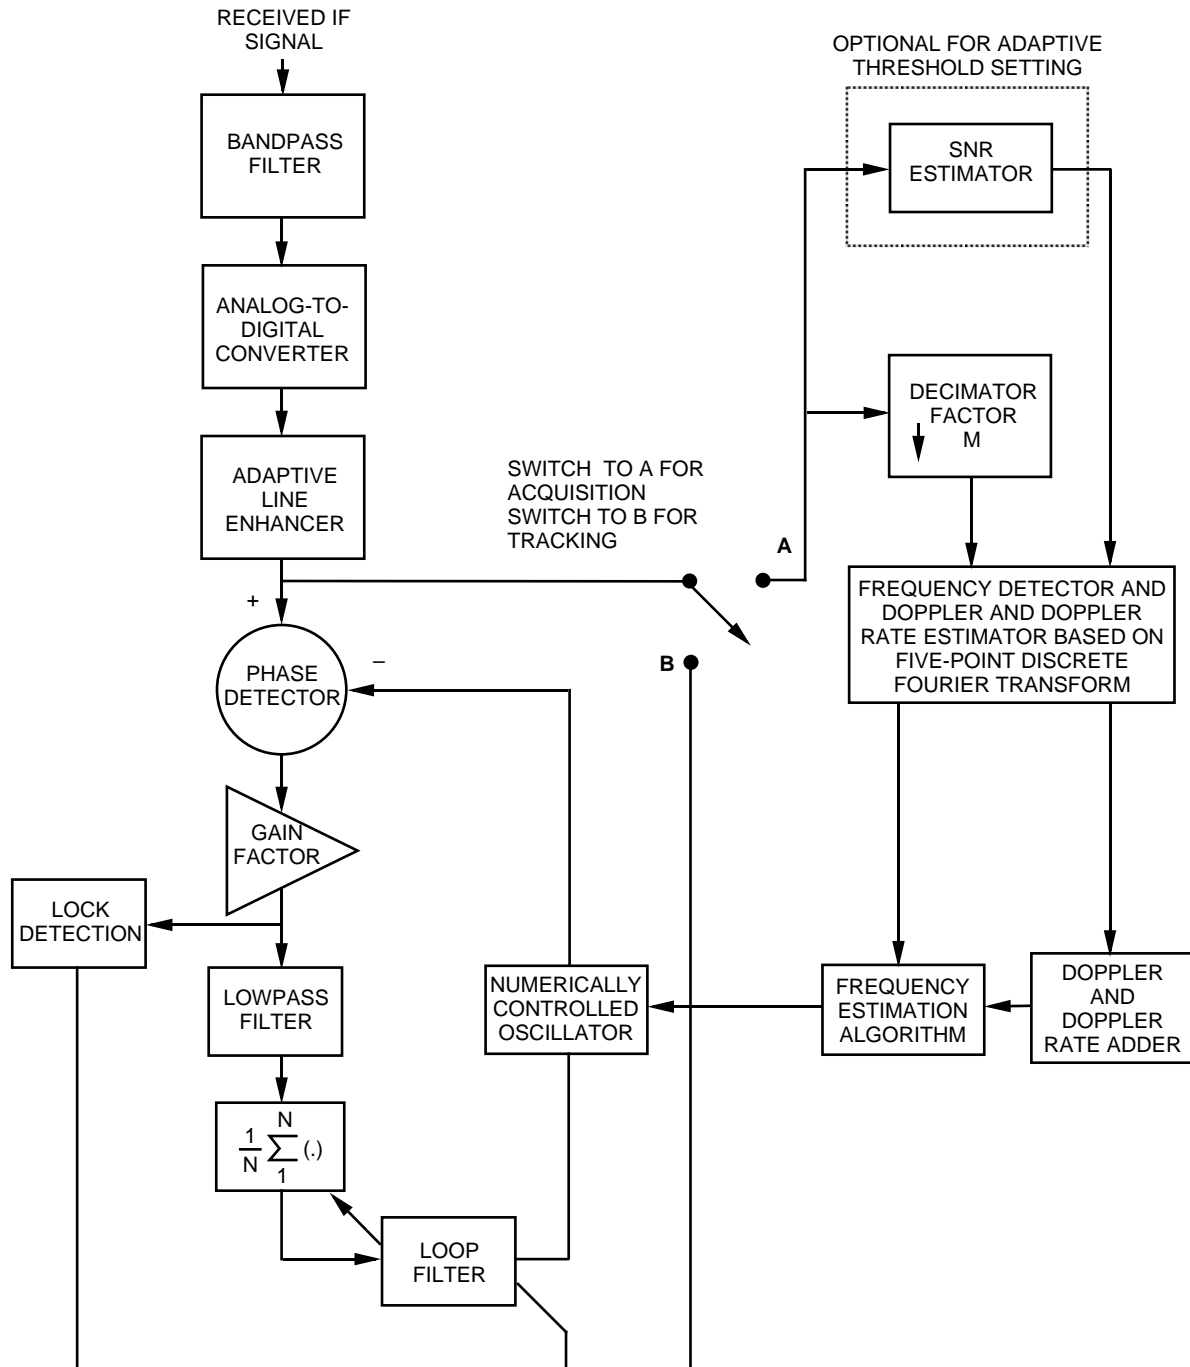 RECEIVED IF
SIGNAL
OPTIONAL FOR ADAPTIVE
THRESHOLD SETTING
BANDPASS
FILTER
SNR
ESTIMATOR
ANALOG-TO-
DIGITAL
CONVERTER
DECIMATOR
FACTOR
M
ADAPTIVE
LINE
ENHANCER
SWITCH TO A FOR
ACQUISITION
SWITCH TO B FOR
TRACKING
A
FREQUENCY DETECTOR AND
DOPPLER AND DOPPLER
RATE ESTIMATOR BASED ON
FIVE-POINT DISCRETE
FOURIER TRANSFORM
+
–
B
PHASE
DETECTOR
GAIN
FACTOR
LOCK
DETECTION
LOWPASS
FILTER
NUMERICALLY
CONTROLLED
OSCILLATOR
FREQUENCY
ESTIMATION
ALGORITHM
DOPPLER
AND
DOPPLER
RATE ADDER
1/N ∑ N 1 (.)
LOOP
FILTER